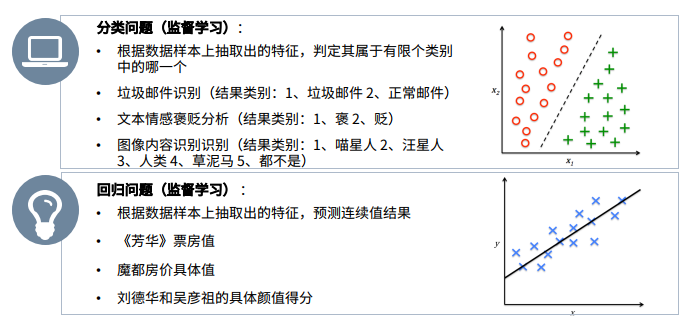 分类问题（监督学习）：
• 根据数据样本上抽取出的特征，判定其属于有限个类别
中的哪一个
• 垃圾邮件识别（结果类别：1、垃圾邮件 2、正常邮件）
• 文本情感褒贬分析（结果类别：1、褒 2、贬）
• 图像内容识别识别（结果类别：1、喵星人 2、汪星人
3、人类 4、草泥马 5、都不是）
x₂
x₁
回归问题（监督学习）：
• 根据数据样本上抽取出的特征，预测连续值结果
• 《芳华》票房值
• 魔都房价具体值
• 刘德华和吴彦祖的具体颜值得分
y
x